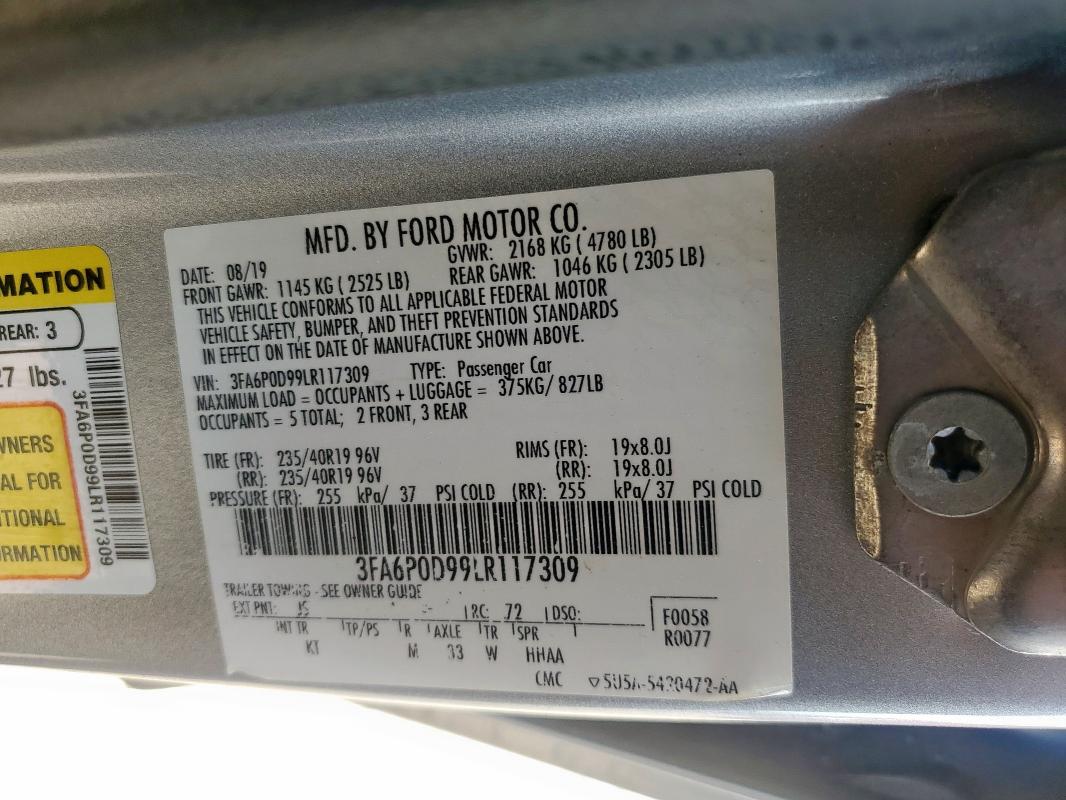 MATION
REAR: 3
27 lbs.
WNERS
AL FOR
ITIONAL
ORMATION
3FA6P0D99LR117309
MFD. BY FORD MOTOR CO.
DATE: 08/19 GVWR: 2168 KG ( 4780 LB)
FRONT GAWR: 1145 KG ( 2525 LB) REAR GAWR: 1046 KG ( 2305 LB)
THIS VEHICLE CONFORMS TO ALL APPLICABLE FEDERAL MOTOR
VEHICLE SAFETY, BUMPER, AND THEFT PREVENTION STANDARDS
IN EFFECT ON THE DATE OF MANUFACTURE SHOWN ABOVE.
VIN: 3FA6P0D99LR117309 TYPE: Passenger Car
MAXIMUM LOAD = OCCUPANTS + LUGGAGE = 375KG/ 827LB
OCCUPANTS = 5 TOTAL; 2 FRONT, 3 REAR
TIRE (FR): 235/40R19 96V RIMS (FR): 19x8.0J
(RR): 235/40R19 96V (RR): 19x8.0J
PRESSURE (FR): 255 kPa/ 37 PSI COLD (RR): 255 kPa/ 37 PSI COLD
3FA6P0D99LR117309
TRAILER TOWING - SEE OWNER GUIDE
EXT PNT: JS RC: 72 DSO: F0058
INT TR TP/PS R AXLE TR SPR R0077
KT M 33 W HHAA
CMC 5U5A-5420472-AA